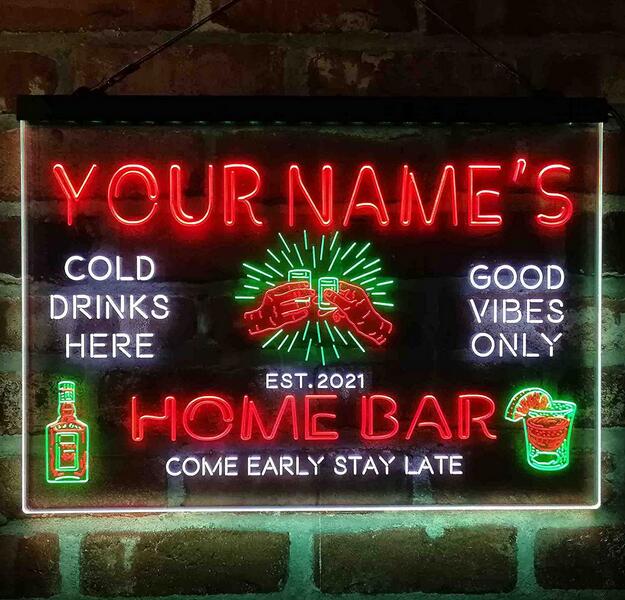 YOUR NAME'S
COLD
DRINKS
HERE
GOOD
VIBES
ONLY
EST.2021
HOME BAR
COME EARLY STAY LATE